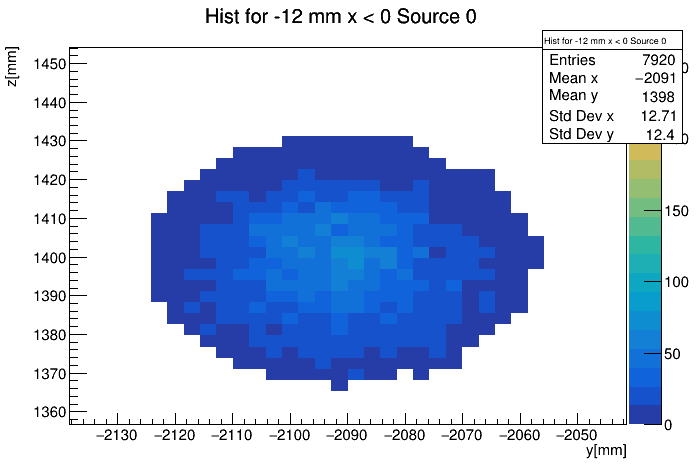 Hist for -12 mm x < 0 Source 0
Hist for -12 mm x < 0 Source 0
Entries 7920
Mean x −2091
Mean y 1398
Std Dev x 12.71
Std Dev y 12.4
z[mm]
1450
1440
1430
1420
1410
1400
1390
1380
1370
1360
−2130 −2120 −2110 −2100 −2090 −2080 −2070 −2060 −2050
y[mm]
0
0
150
100
50
0